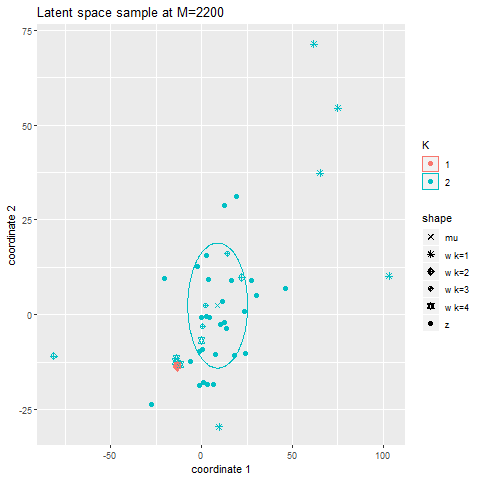 Latent space sample at M=2200
75
50
25
0
-25
coordinate 2
-50
0
50
100
coordinate 1
K
1
2
shape
mu
w k=1
w k=2
w k=3
w k=4
z